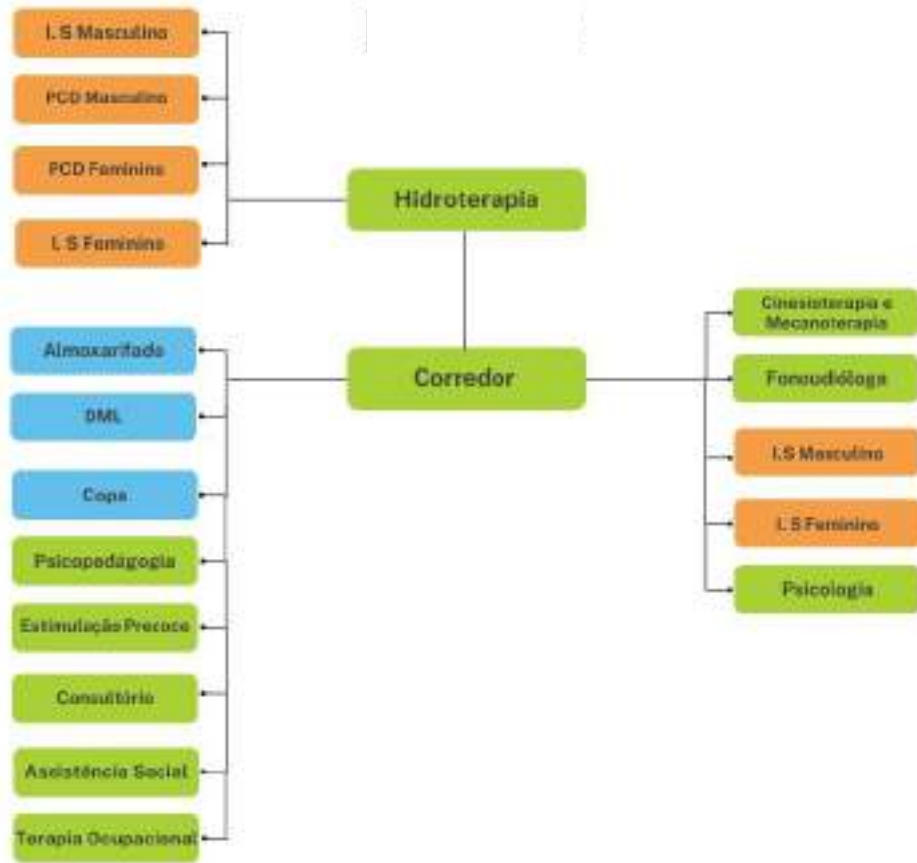 I. S Masculino
PCD Masculino
PCD Feminino
I. S Feminino
Hidroterapia
Almoxarifado
DML
Copa
Psicopedagogia
Estimulação Precoce
Consultório
Assistência Social
Terapia Ocupacional
Corredor
Cinesioterapia e
Mecanoterapia
Fonoudióloga
I.S Masculino
I. S Feminino
Psicologia